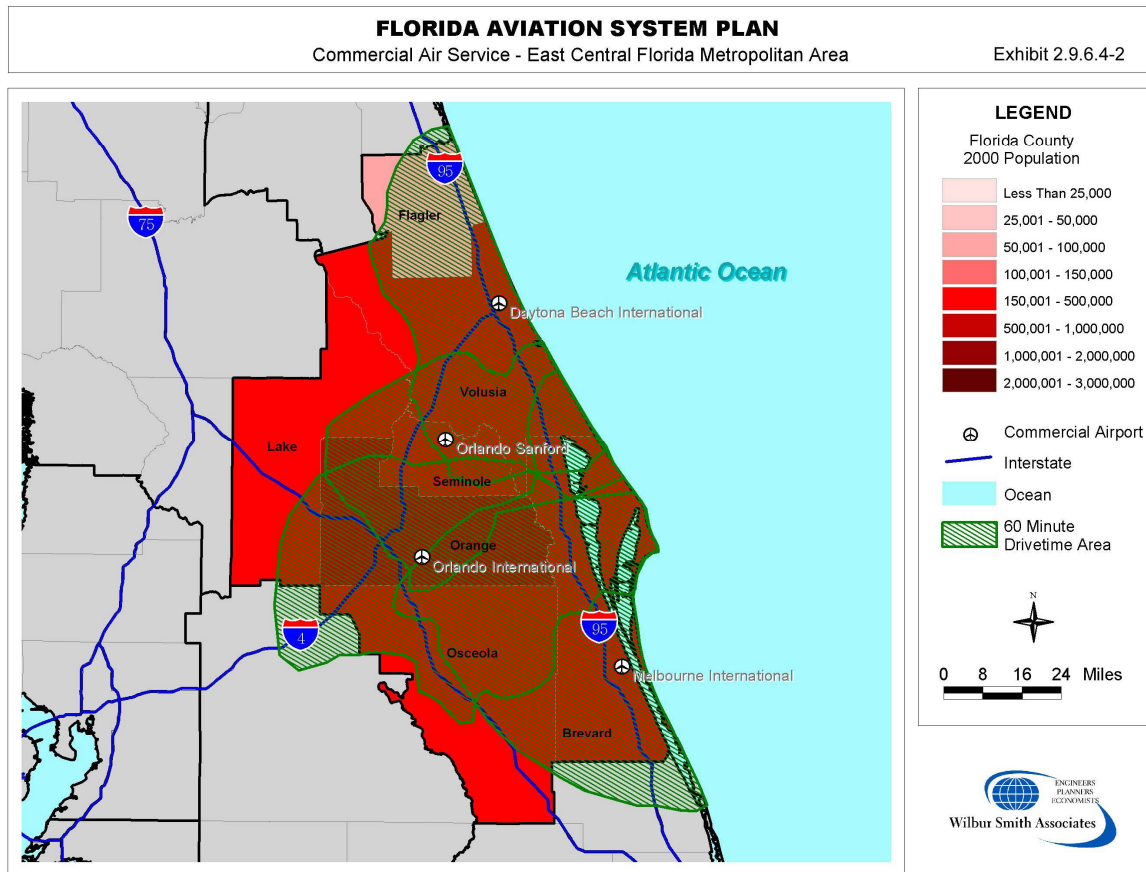 FLORIDA AVIATION SYSTEM PLAN
Commercial Air Service - East Central Florida Metropolitan Area
Exhibit 2.9.6.4-2
95
75
Flagler
Atlantic Ocean
Daytona Beach International
Volusia
Lake
Orlando Sanford
Seminole
Orange
Orlando International
4
95
Osceola
Melbourne International
Brevard
LEGEND
Florida County
2000 Population
Less Than 25,000
25,001 - 50,000
50,001 - 100,000
100,001 - 150,000
150,001 - 500,000
500,001 - 1,000,000
1,000,001 - 2,000,000
2,000,001 - 3,000,000
Commercial Airport
Interstate
Ocean
60 Minute
Drivetime Area
N
0 8 16 24 Miles
ENGINEERS
PLANNERS
ECONOMISTS
Wilbur Smith Associates